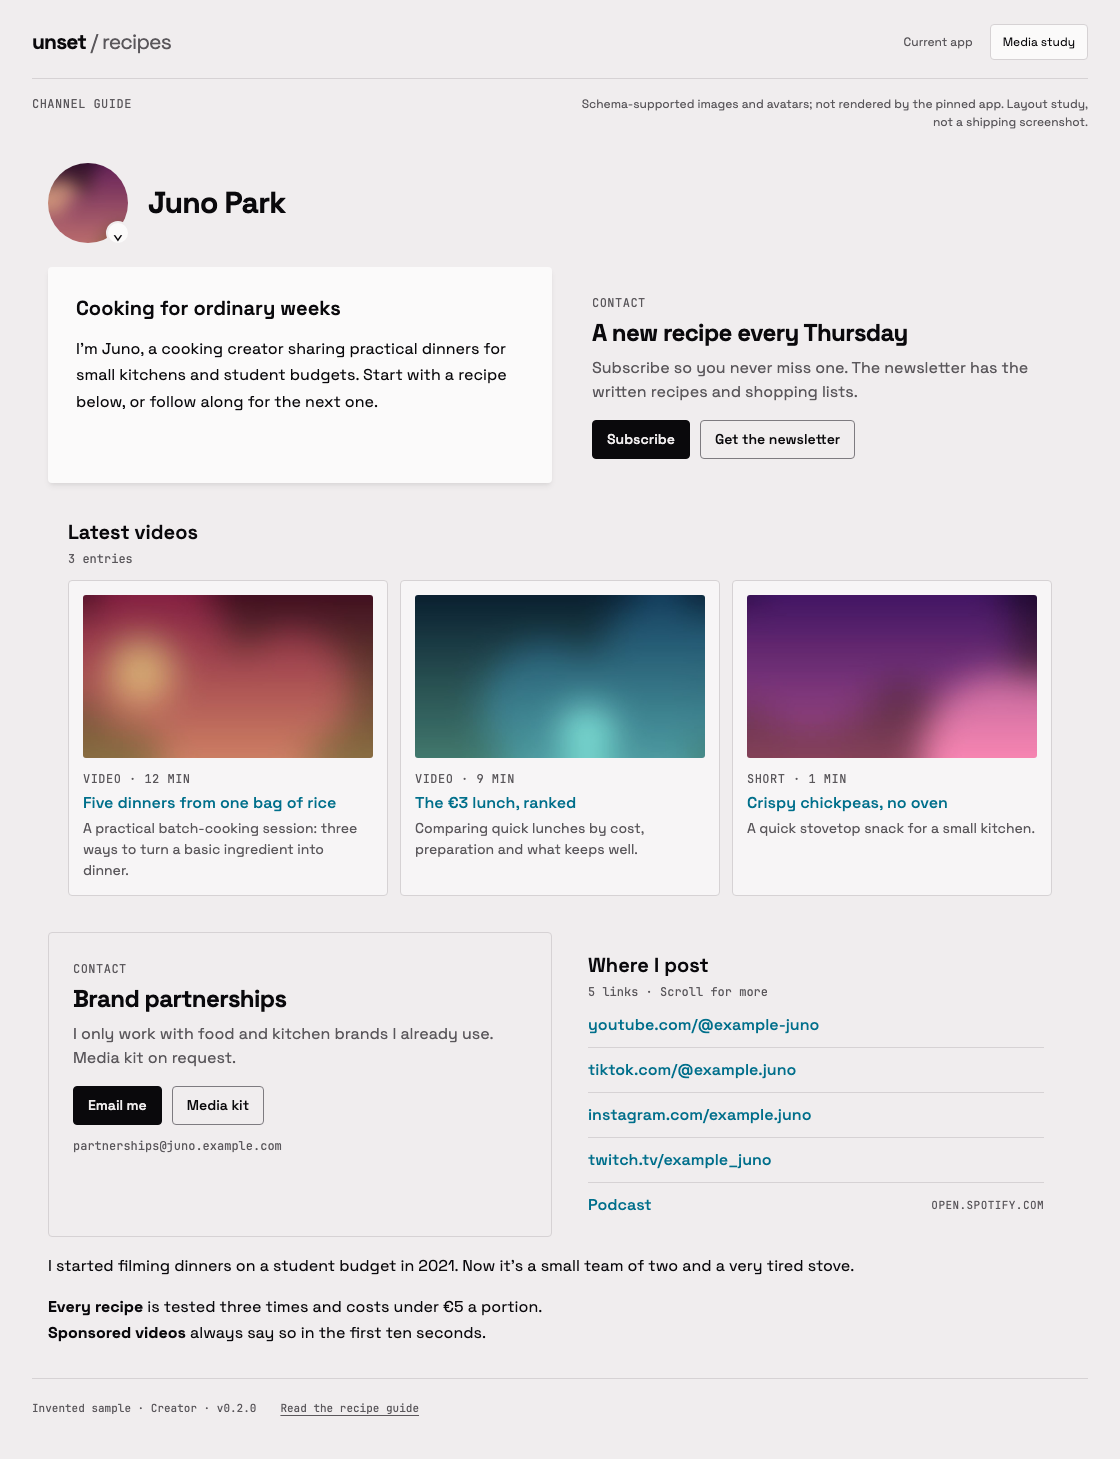 unset / recipes
Current app
Media study
CHANNEL GUIDE
Schema-supported images and avatars; not rendered by the pinned app. Layout study,
not a shipping screenshot.
Juno Park
Cooking for ordinary weeks
I'm Juno, a cooking creator sharing practical dinners for
small kitchens and student budgets. Start with a recipe
below, or follow along for the next one.
CONTACT
A new recipe every Thursday
Subscribe so you never miss one. The newsletter has the
written recipes and shopping lists.
Subscribe
Get the newsletter
Latest videos
3 entries
VIDEO · 12 MIN
Five dinners from one bag of rice
A practical batch-cooking session: three
ways to turn a basic ingredient into
dinner.
VIDEO · 9 MIN
The €3 lunch, ranked
Comparing quick lunches by cost,
preparation and what keeps well.
SHORT · 1 MIN
Crispy chickpeas, no oven
A quick stovetop snack for a small kitchen.
CONTACT
Brand partnerships
I only work with food and kitchen brands I already use.
Media kit on request.
Email me
Media kit
partnerships@juno.example.com
Where I post
5 links · Scroll for more
youtube.com/@example-juno
tiktok.com/@example.juno
instagram.com/example.juno
twitch.tv/example_juno
Podcast
OPEN.SPOTIFY.COM
I started filming dinners on a student budget in 2021. Now it's a small team of two and a very tired stove.
Every recipe is tested three times and costs under €5 a portion.
Sponsored videos always say so in the first ten seconds.
Invented sample · Creator · v0.2.0
Read the recipe guide